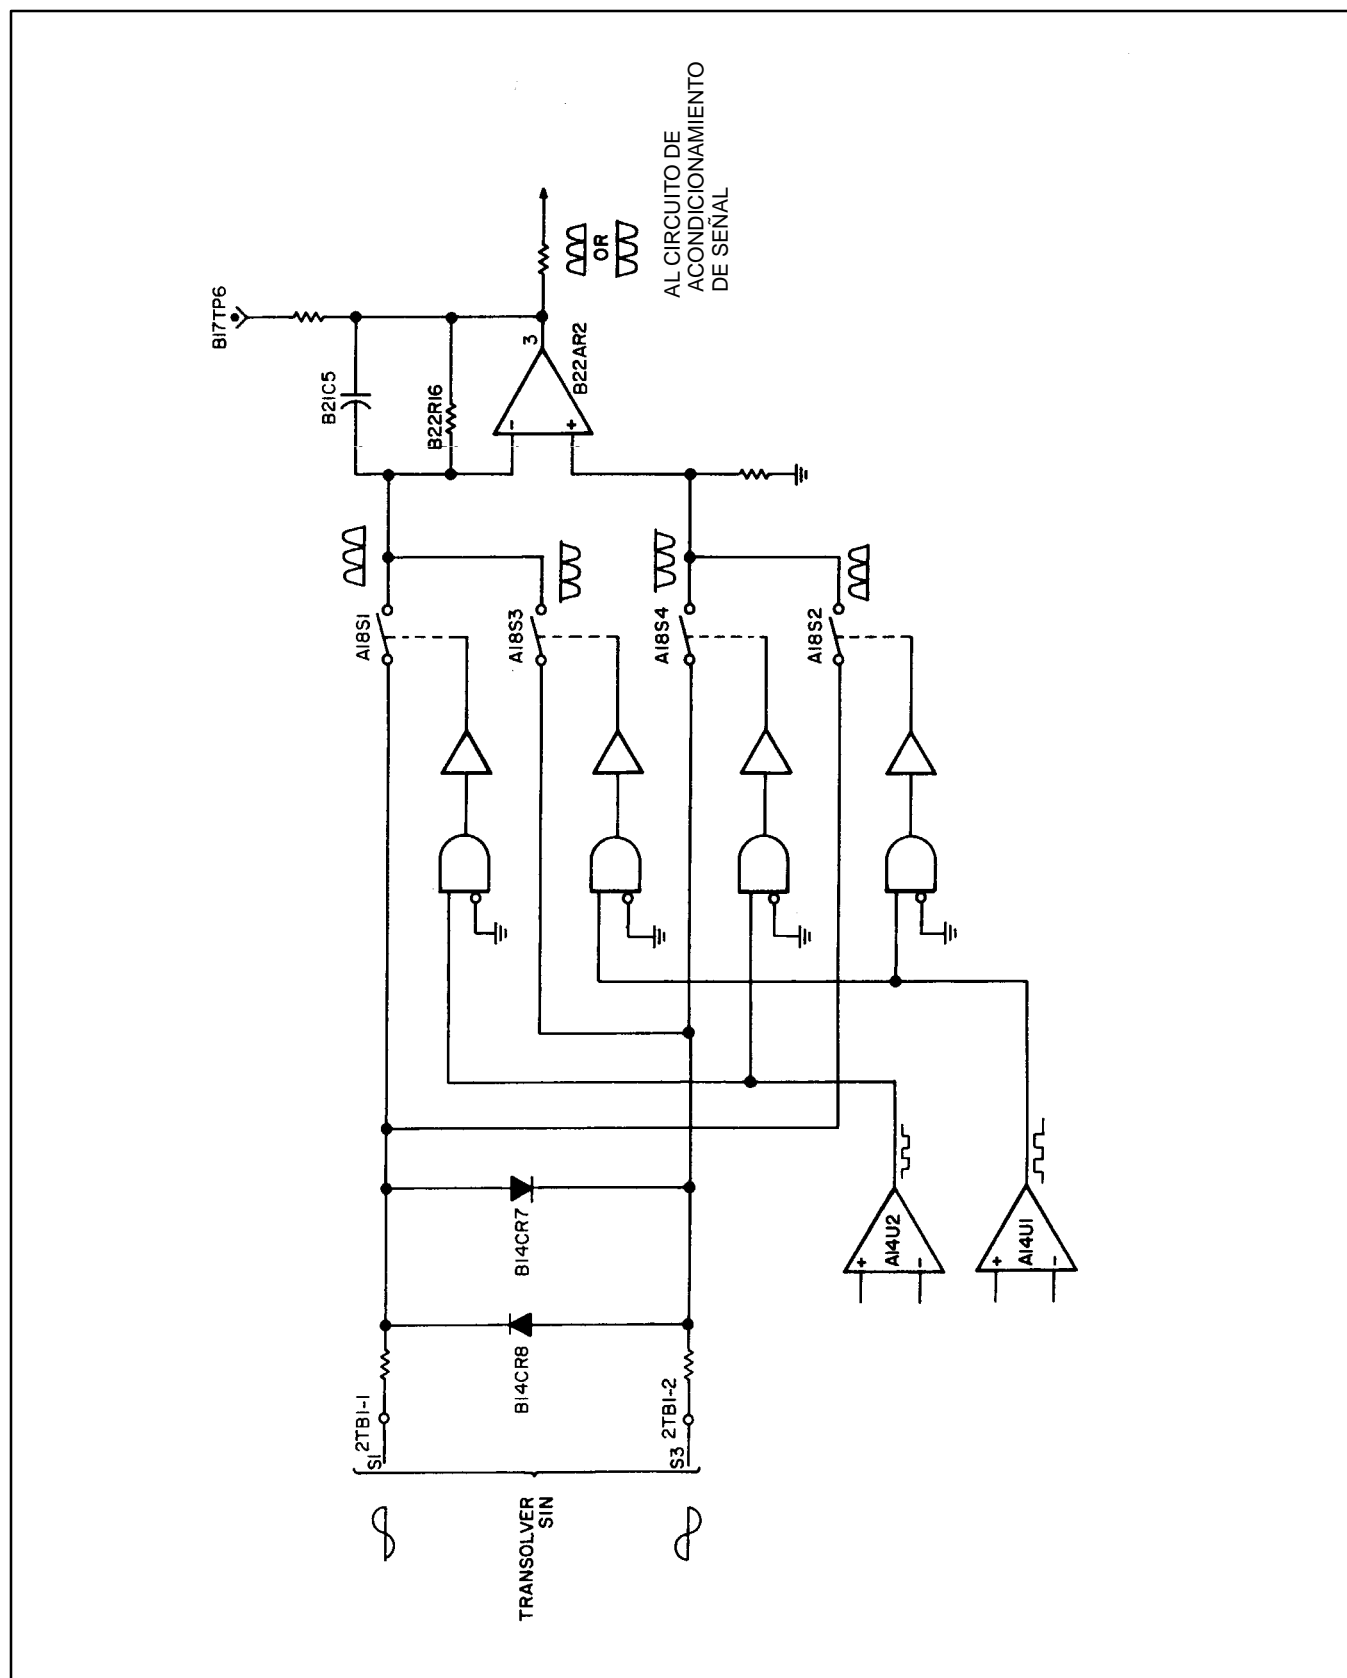 B17TP6
B21C5
B22R16
3
B22AR2
-
+
OR
AL CIRCUITO DE
ACONDICIONAMIENTO
DE SEÑAL
A18S1
A18S3
A18S4
A18S2
B14CR7
B14CR8
S1
2TB1-1
S3
2TB1-2
TRANSOLVER
SIN
+
-
A14U2
+
-
A14U1